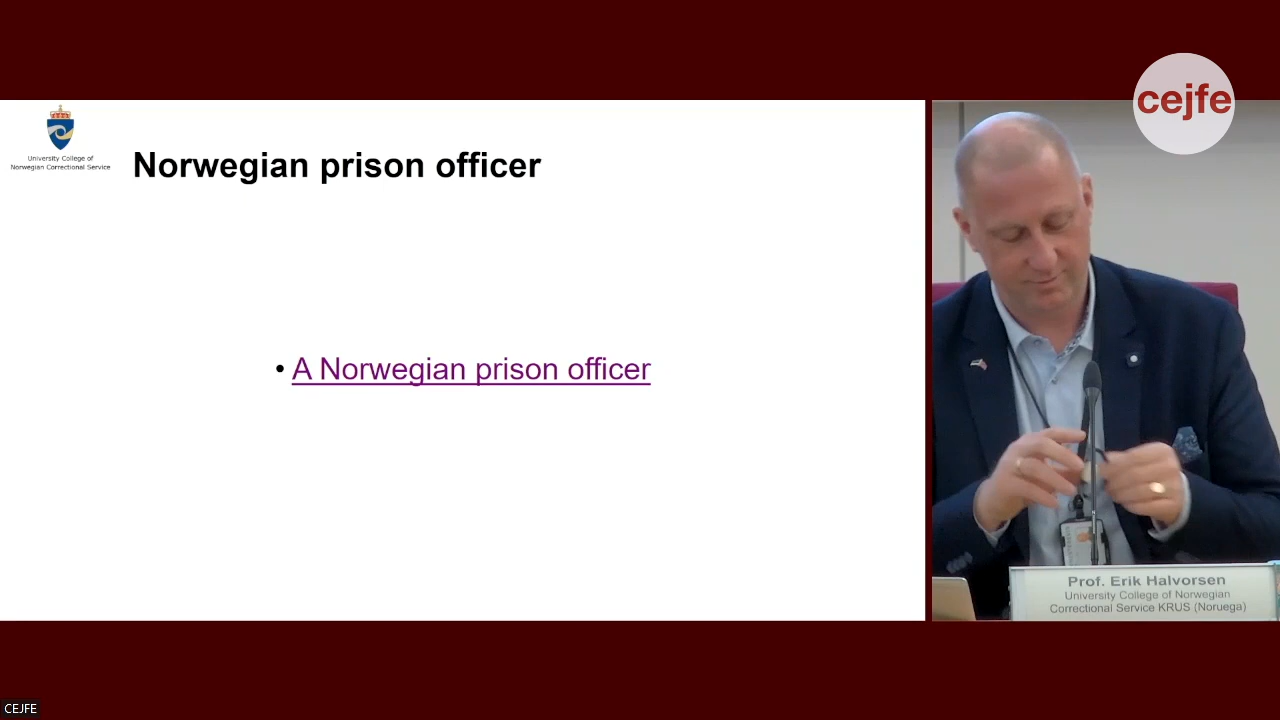 cejfe
University College of
Norwegian Correctional Service
Norwegian prison officer
• A Norwegian prison officer
Prof. Erik Halvorsen
University College of Norwegian
Correctional Service KRUS (Noruega)
CEJFE